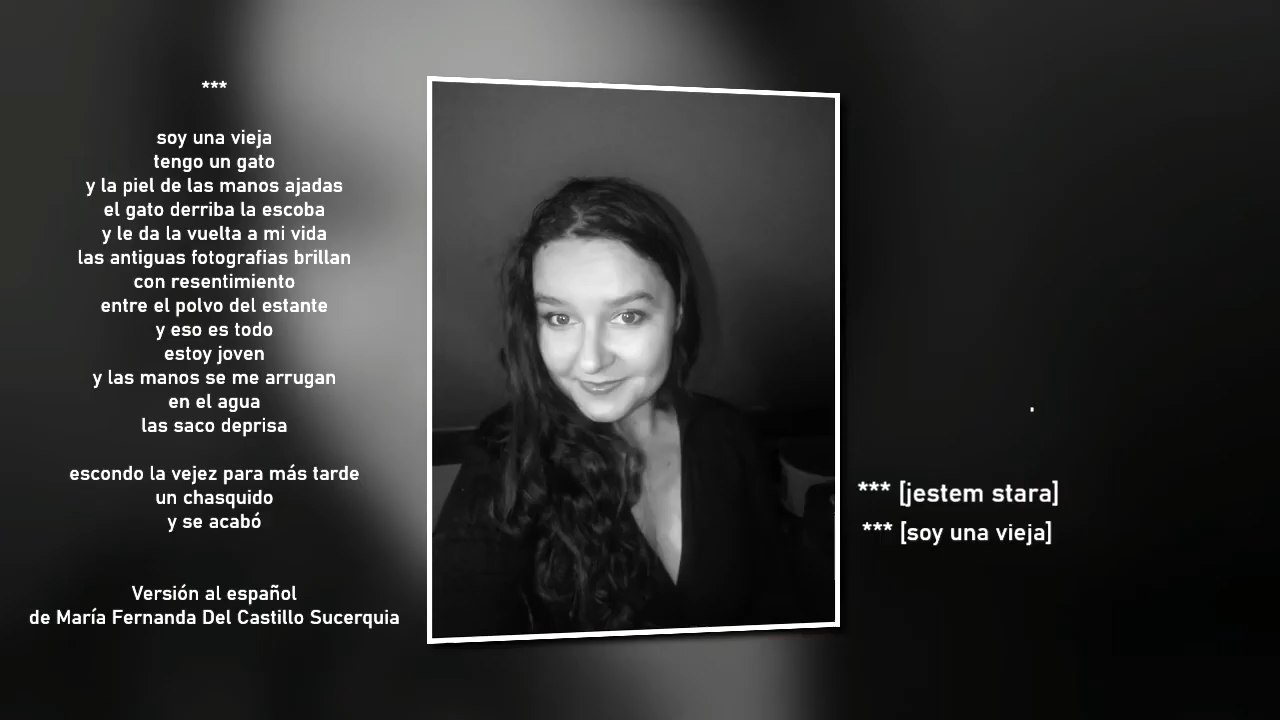 ***
soy una vieja
tengo un gato
y la piel de las manos ajadas
el gato derriba la escoba
y le da la vuelta a mi vida
las antiguas fotografias brillan
con resentimiento
entre el polvo del estante
y eso es todo
estoy joven
y las manos se me arrugan
en el agua
las saco deprisa
escondo la vejez para más tarde
un chasquido
y se acabó
Versión al español
de María Fernanda Del Castillo Sucerquia
*** [jestem stara]
*** [soy una vieja]